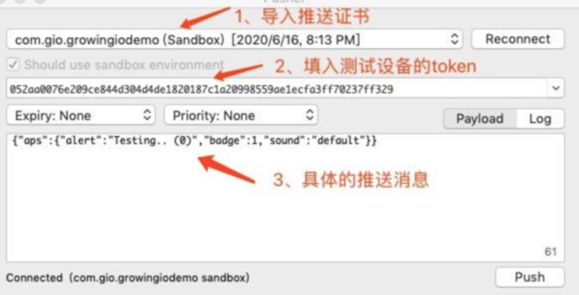 1、导入推送证书
com.gio.growingiodemo (Sandbox) [2020/6/16, 8:13 PM]
Reconnect
Should use sandbox environment
2、填入测试设备的token
052aa0076e209ce844d304d4de1820187c1a20998559ae1ecfa3ff70237ff329
Expiry: None
Priority: None
Payload
Log
{"aps":{"alert":"Testing.. (0)","badge":1,"sound":"default"}}
3、具体的推送消息
61
Connected (com.gio.growingiodemo sandbox)
Push